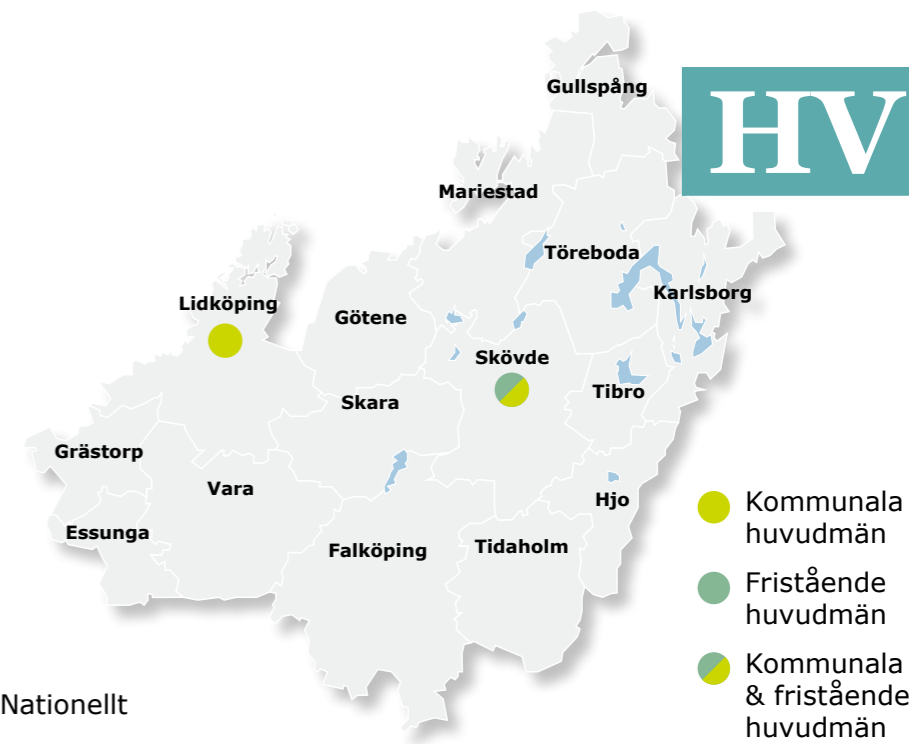 Gullspång
HV
Mariestad
Töreboda
Karlsborg
Lidköping
Götene
Skövde
Tibro
Skara
Grästorp
Vara
Hjo
Essunga
Falköping
Tidaholm
Kommunala
huvudmän
Fristående
huvudmän
Kommunala
& fristående
huvudmän
Nationellt